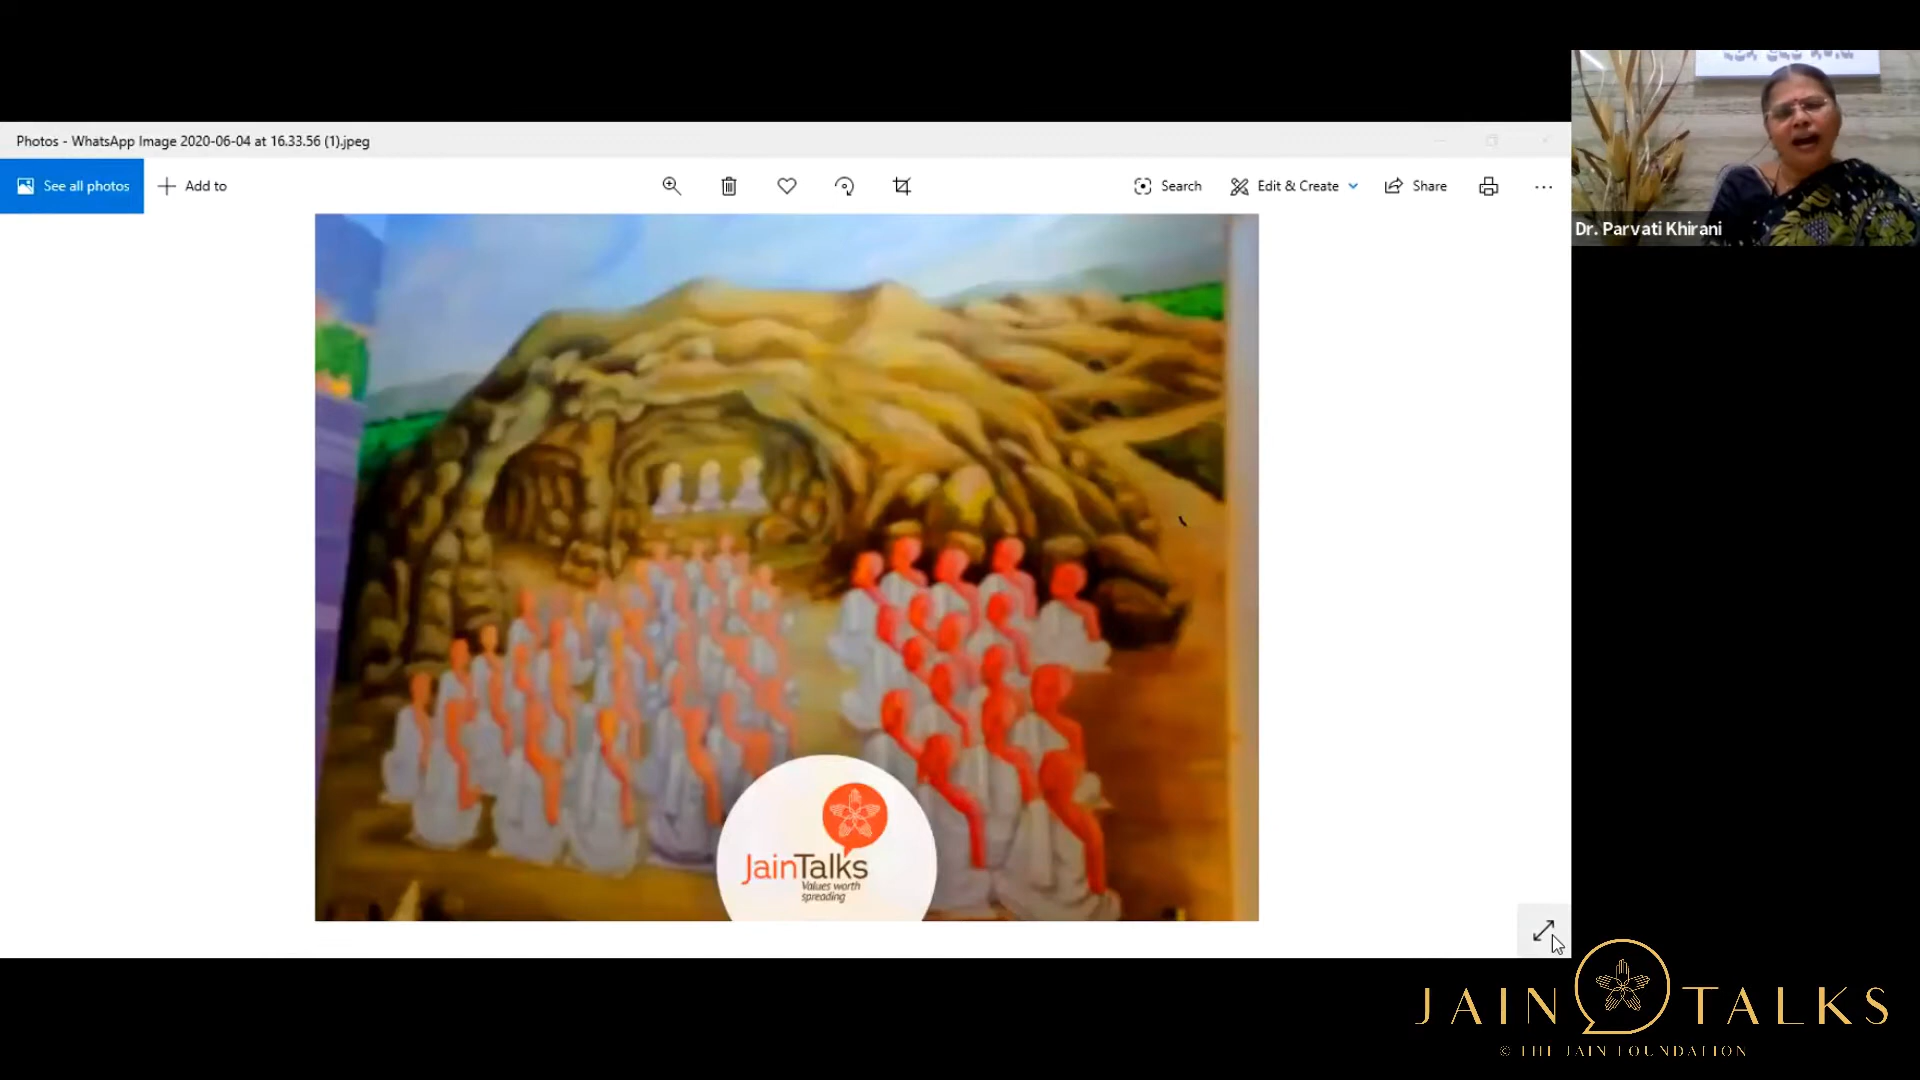 Photos - WhatsApp Image 2020-06-04 at 16.33.56 (1).jpeg
See all photos
Add to
Search
Edit & Create
Share
Dr. Parvati Khirani
JainTalks
Values worth
spreading
JAIN TALKS
© THE JAIN FOUNDATION